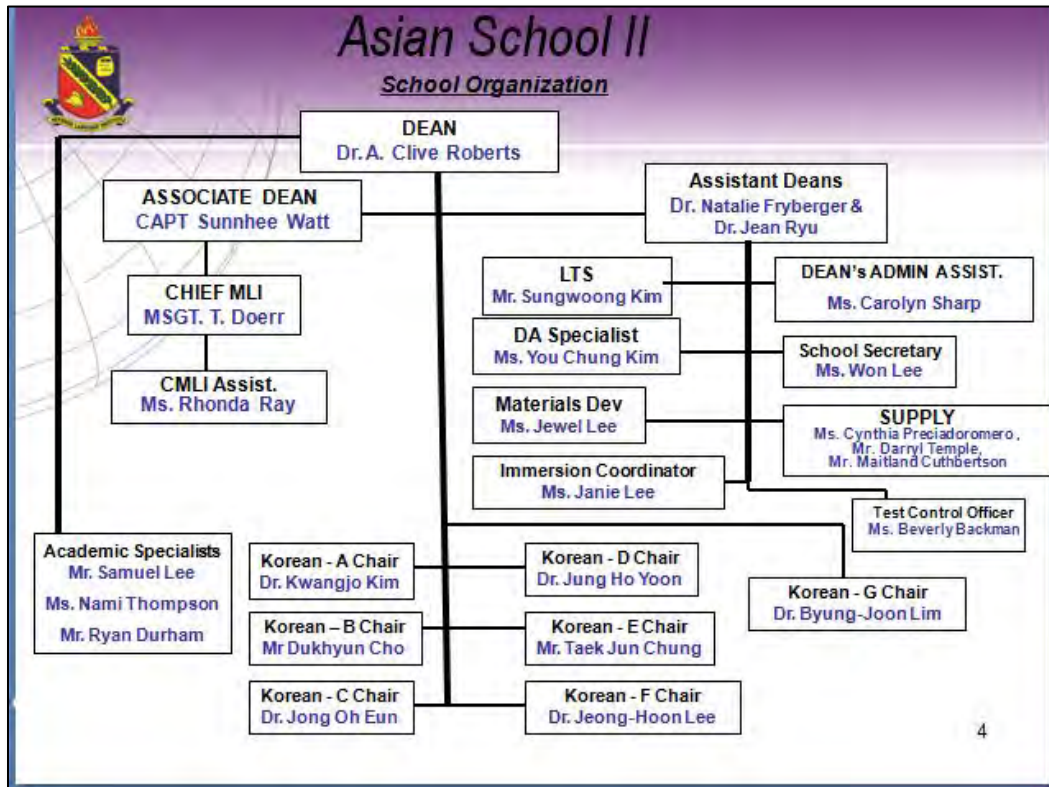 Asian School II
School Organization
DEAN
Dr. A. Clive Roberts
ASSOCIATE DEAN
CAPT Sunnhee Watt
Assistant Deans
Dr. Natalie Fryberger &
Dr. Jean Ryu
CHIEF MLI
MSGT. T. Doerr
CMLI Assist.
Ms. Rhonda Ray
LTS
Mr. Sungwoong Kim
DEAN's ADMIN ASSIST.
Ms. Carolyn Sharp
DA Specialist
Ms. You Chung Kim
School Secretary
Ms. Won Lee
Materials Dev
Ms. Jewel Lee
SUPPLY
Ms. Cynthia Preciadoromero ,
Mr. Darryl Temple,
Mr. Maitland Cuthbertson
Immersion Coordinator
Ms. Janie Lee
Test Control Officer
Ms. Beverly Backman
Academic Specialists
Mr. Samuel Lee
Ms. Nami Thompson
Mr. Ryan Durham
Korean - A Chair
Dr. Kwangjo Kim
Korean - D Chair
Dr. Jung Ho Yoon
Korean - G Chair
Dr. Byung-Joon Lim
Korean – B Chair
Mr Dukhyun Cho
Korean - E Chair
Mr. Taek Jun Chung
Korean - C Chair
Dr. Jong Oh Eun
Korean - F Chair
Dr. Jeong-Hoon Lee
4